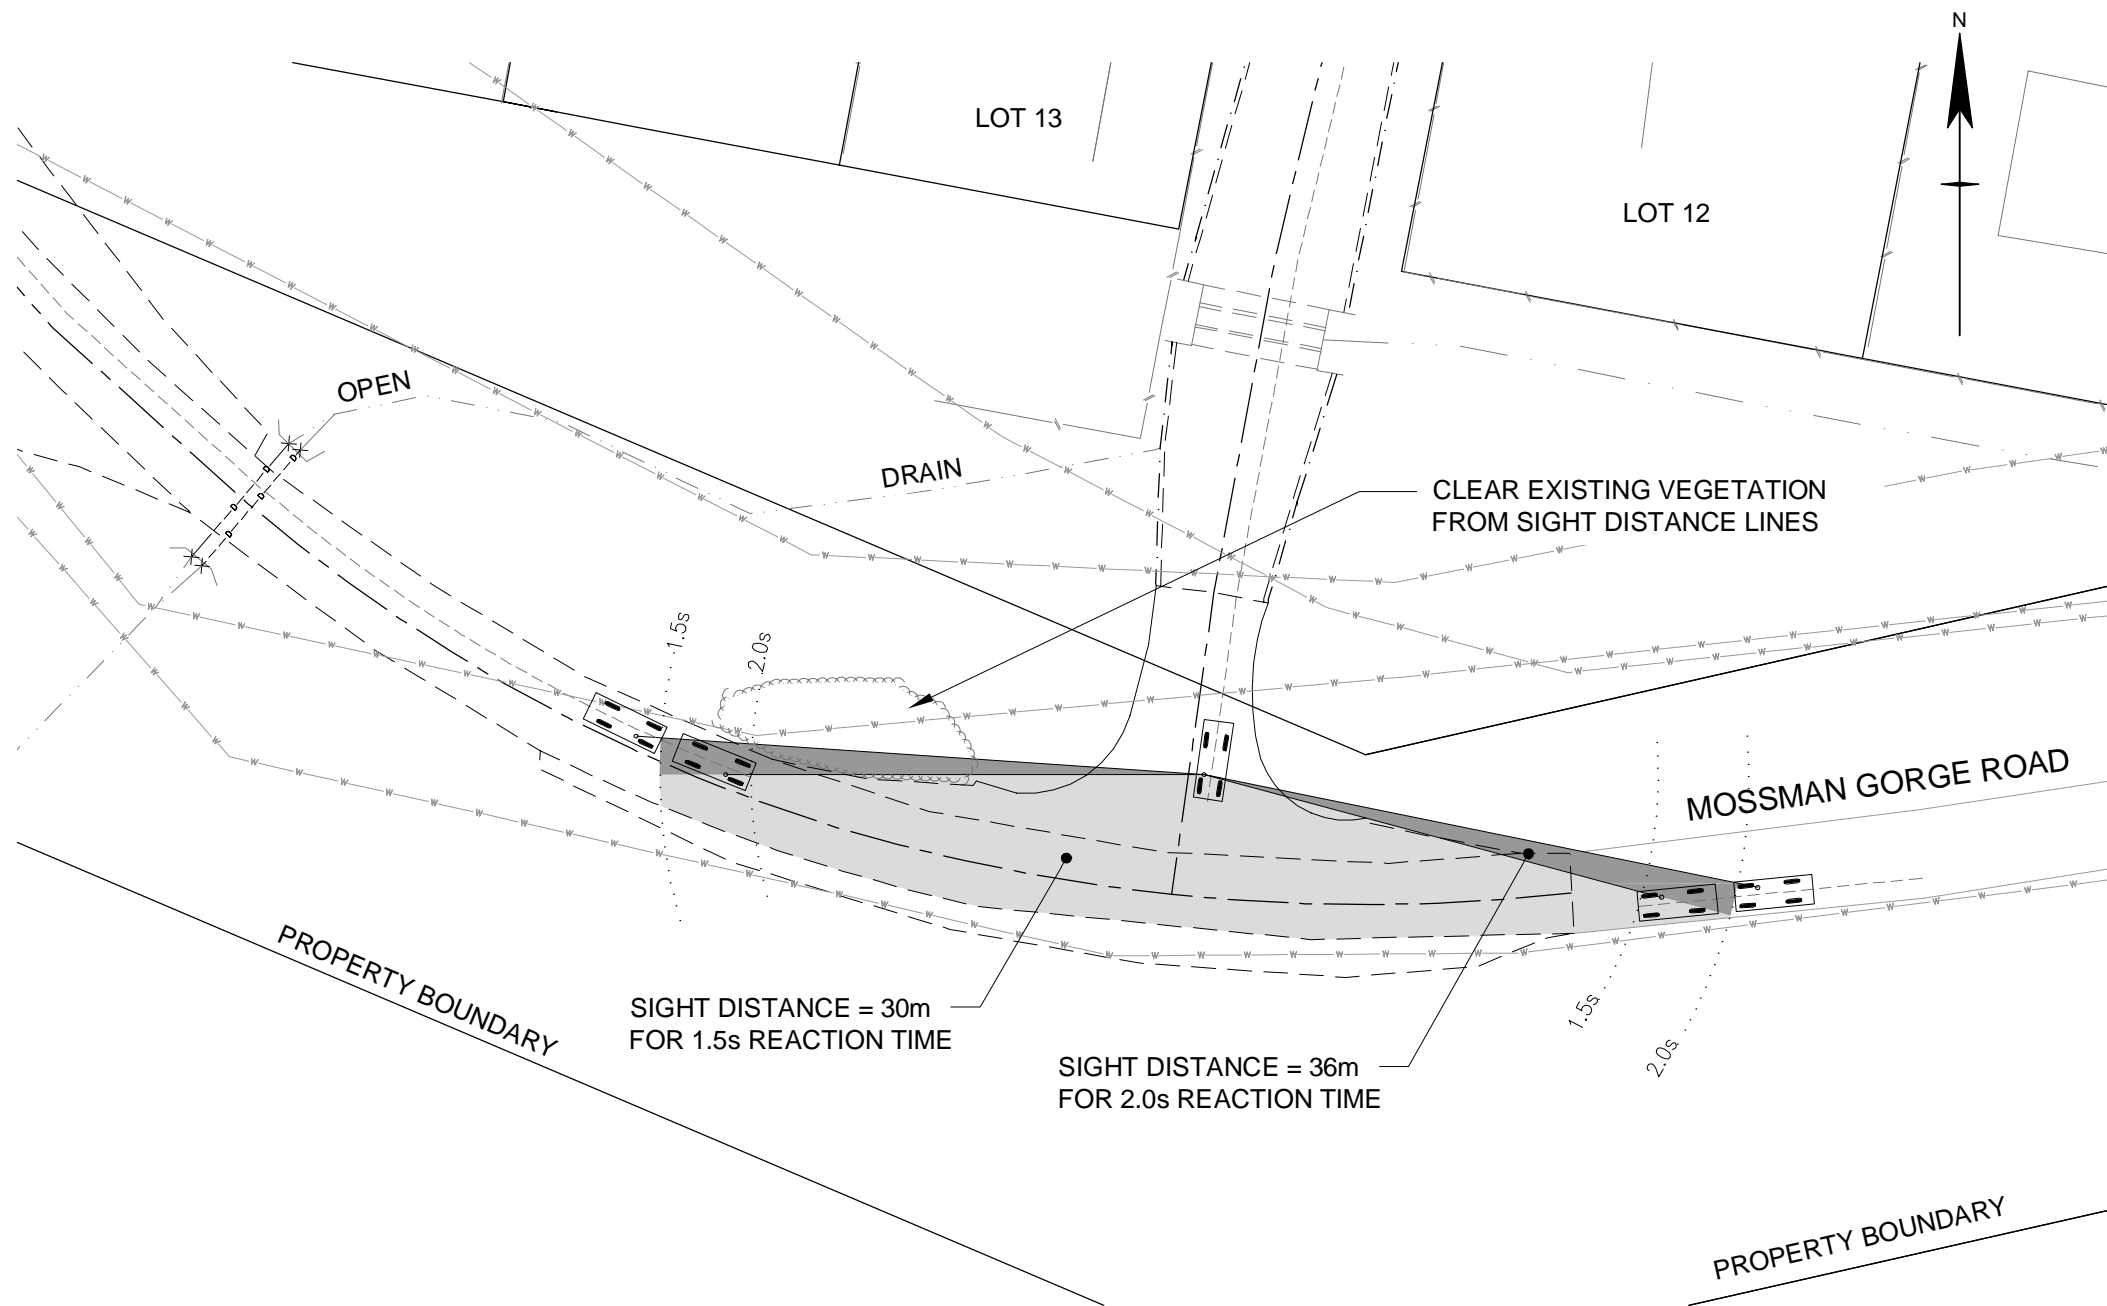 N
LOT 13
LOT 12
OPEN
DRAIN
CLEAR EXISTING VEGETATION
FROM SIGHT DISTANCE LINES
1.5s
2.0s
MOSSMAN GORGE ROAD
PROPERTY BOUNDARY
SIGHT DISTANCE = 30m
FOR 1.5s REACTION TIME
1.5s
2.0s
SIGHT DISTANCE = 36m
FOR 2.0s REACTION TIME
PROPERTY BOUNDARY